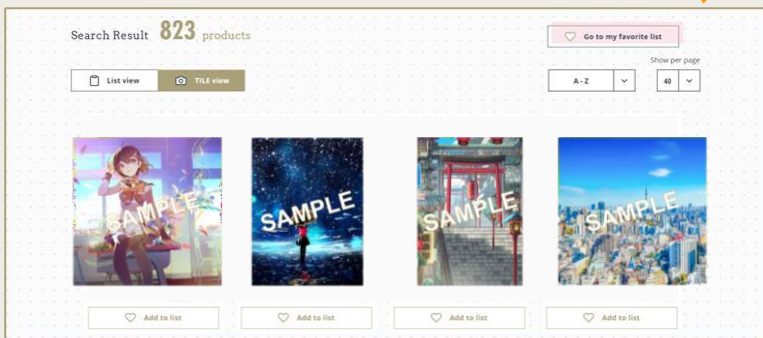 Search Result 823 products
Go to my favorite list
Show per page
List view TILE view
A - Z 40
SAMPLE SAMPLE SAMPLE SAMPLE
Add to list Add to list Add to list Add to list